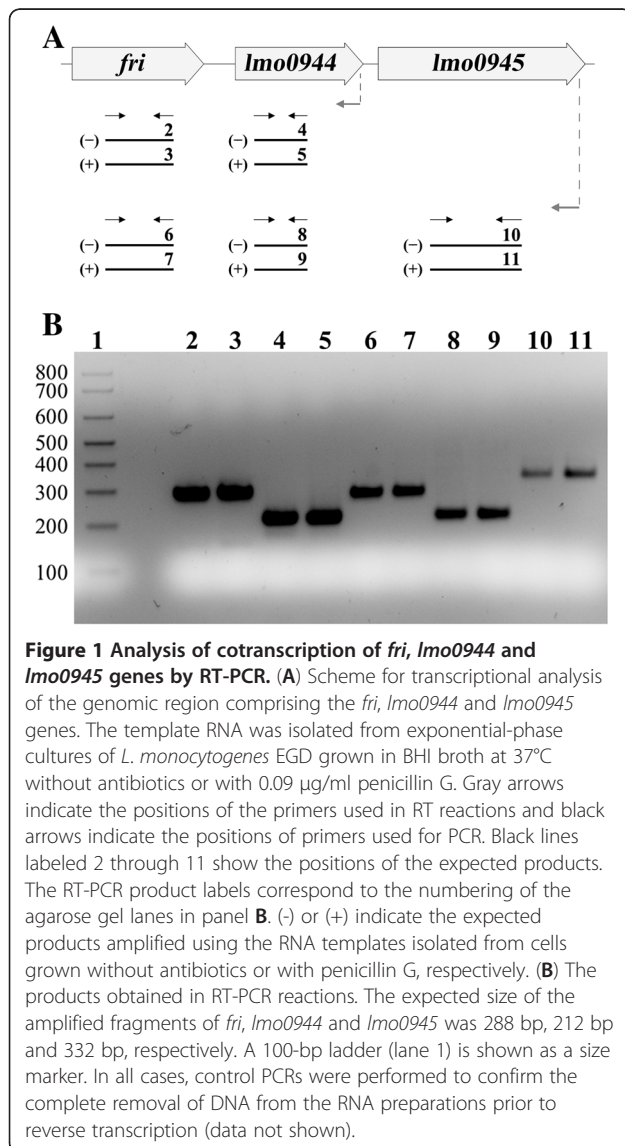 A
fri lmo0944 lmo0945
2 4
(−) (−)
3 5
(+) (+)
6 8 10
(−) (−) (−)
7 9 11
(+) (+) (+)
B
1 2 3 4 5 6 7 8 9 10 11
800
700
600
500
400
300
200
100
Figure 1 Analysis of cotranscription of fri, lmo0944 and
lmo0945 genes by RT-PCR. (A) Scheme for transcriptional analysis
of the genomic region comprising the fri, lmo0944 and lmo0945
genes. The template RNA was isolated from exponential-phase
cultures of L. monocytogenes EGD grown in BHI broth at 37°C
without antibiotics or with 0.09 μg/ml penicillin G. Gray arrows
indicate the positions of the primers used in RT reactions and black
arrows indicate the positions of primers used for PCR. Black lines
labeled 2 through 11 show the positions of the expected products.
The RT-PCR product labels correspond to the numbering of the
agarose gel lanes in panel B. (-) or (+) indicate the expected
products amplified using the RNA templates isolated from cells
grown without antibiotics or with penicillin G, respectively. (B) The
products obtained in RT-PCR reactions. The expected size of the
amplified fragments of fri, lmo0944 and lmo0945 was 288 bp, 212 bp
and 332 bp, respectively. A 100-bp ladder (lane 1) is shown as a size
marker. In all cases, control PCRs were performed to confirm the
complete removal of DNA from the RNA preparations prior to
reverse transcription (data not shown).